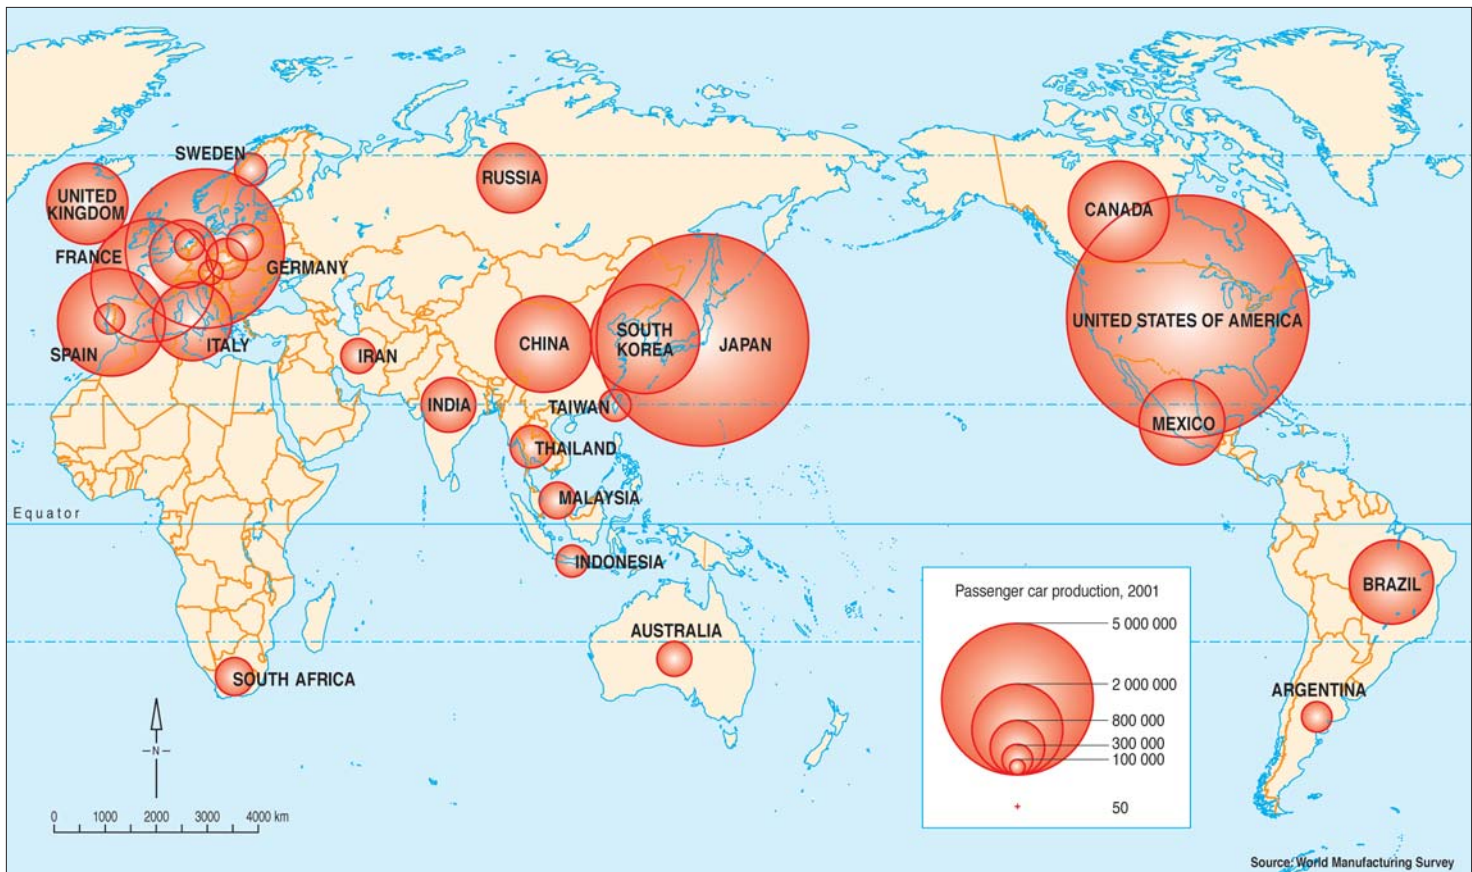 SWEDEN
UNITED
KINGDOM
FRANCE
GERMANY
SPAIN
ITALY
RUSSIA
IRAN
INDIA
CHINA
SOUTH
KOREA
JAPAN
TAIWAN
THAILAND
MALAYSIA
INDONESIA
AUSTRALIA
SOUTH AFRICA
CANADA
UNITED STATES OF AMERICA
MEXICO
BRAZIL
ARGENTINA
Equator
N
0 1000 2000 3000 4000 km
Passenger car production, 2001
5 000 000
2 000 000
800 000
300 000
100 000
50
Source: World Manufacturing Survey